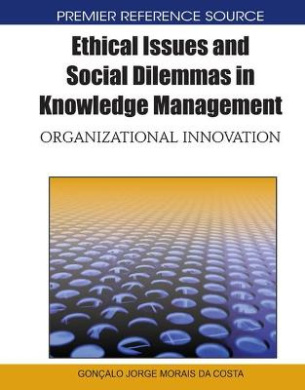 PREMIER REFERENCE SOURCE
Ethical Issues and
Social Dilemmas in
Knowledge Management
ORGANIZATIONAL INNOVATION
GONÇALO JORGE MORAIS DA COSTA